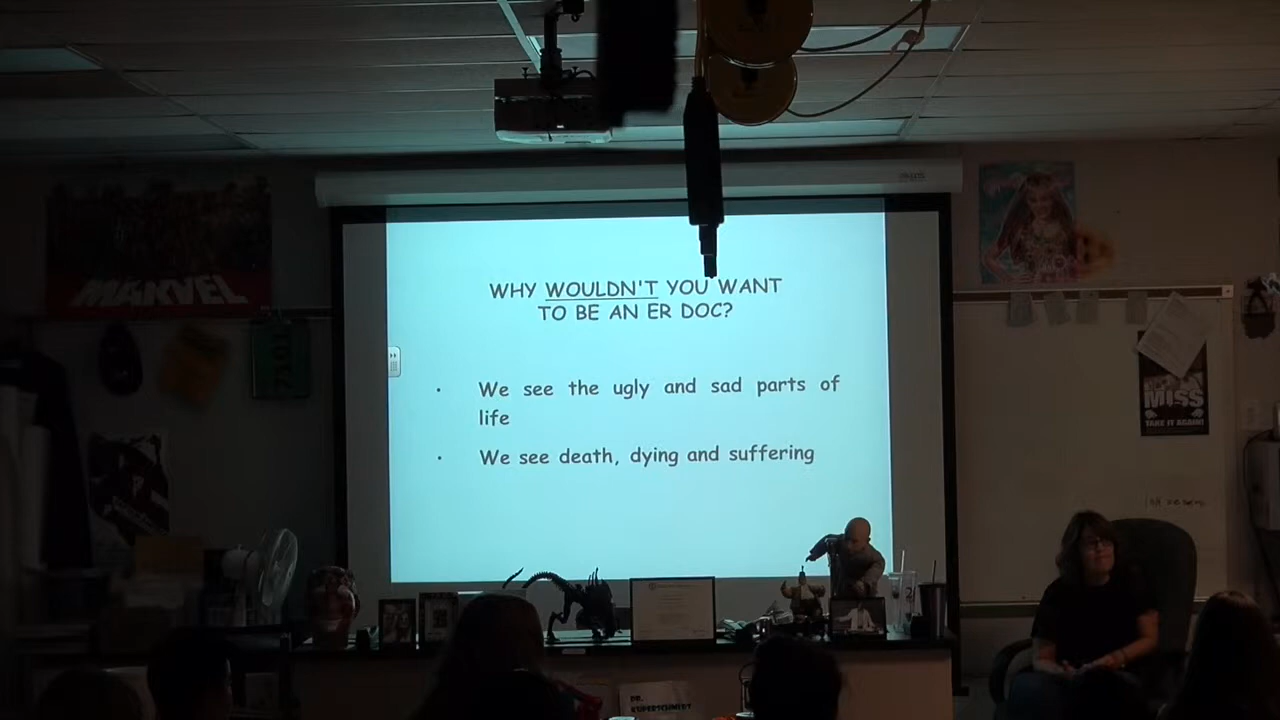 MARVEL
WHY WOULDN'T YOU WANT
TO BE AN ER DOC?
· We see the ugly and sad parts of
life
· We see death, dying and suffering
MISS
TAKE IT AGAIN!
DR.